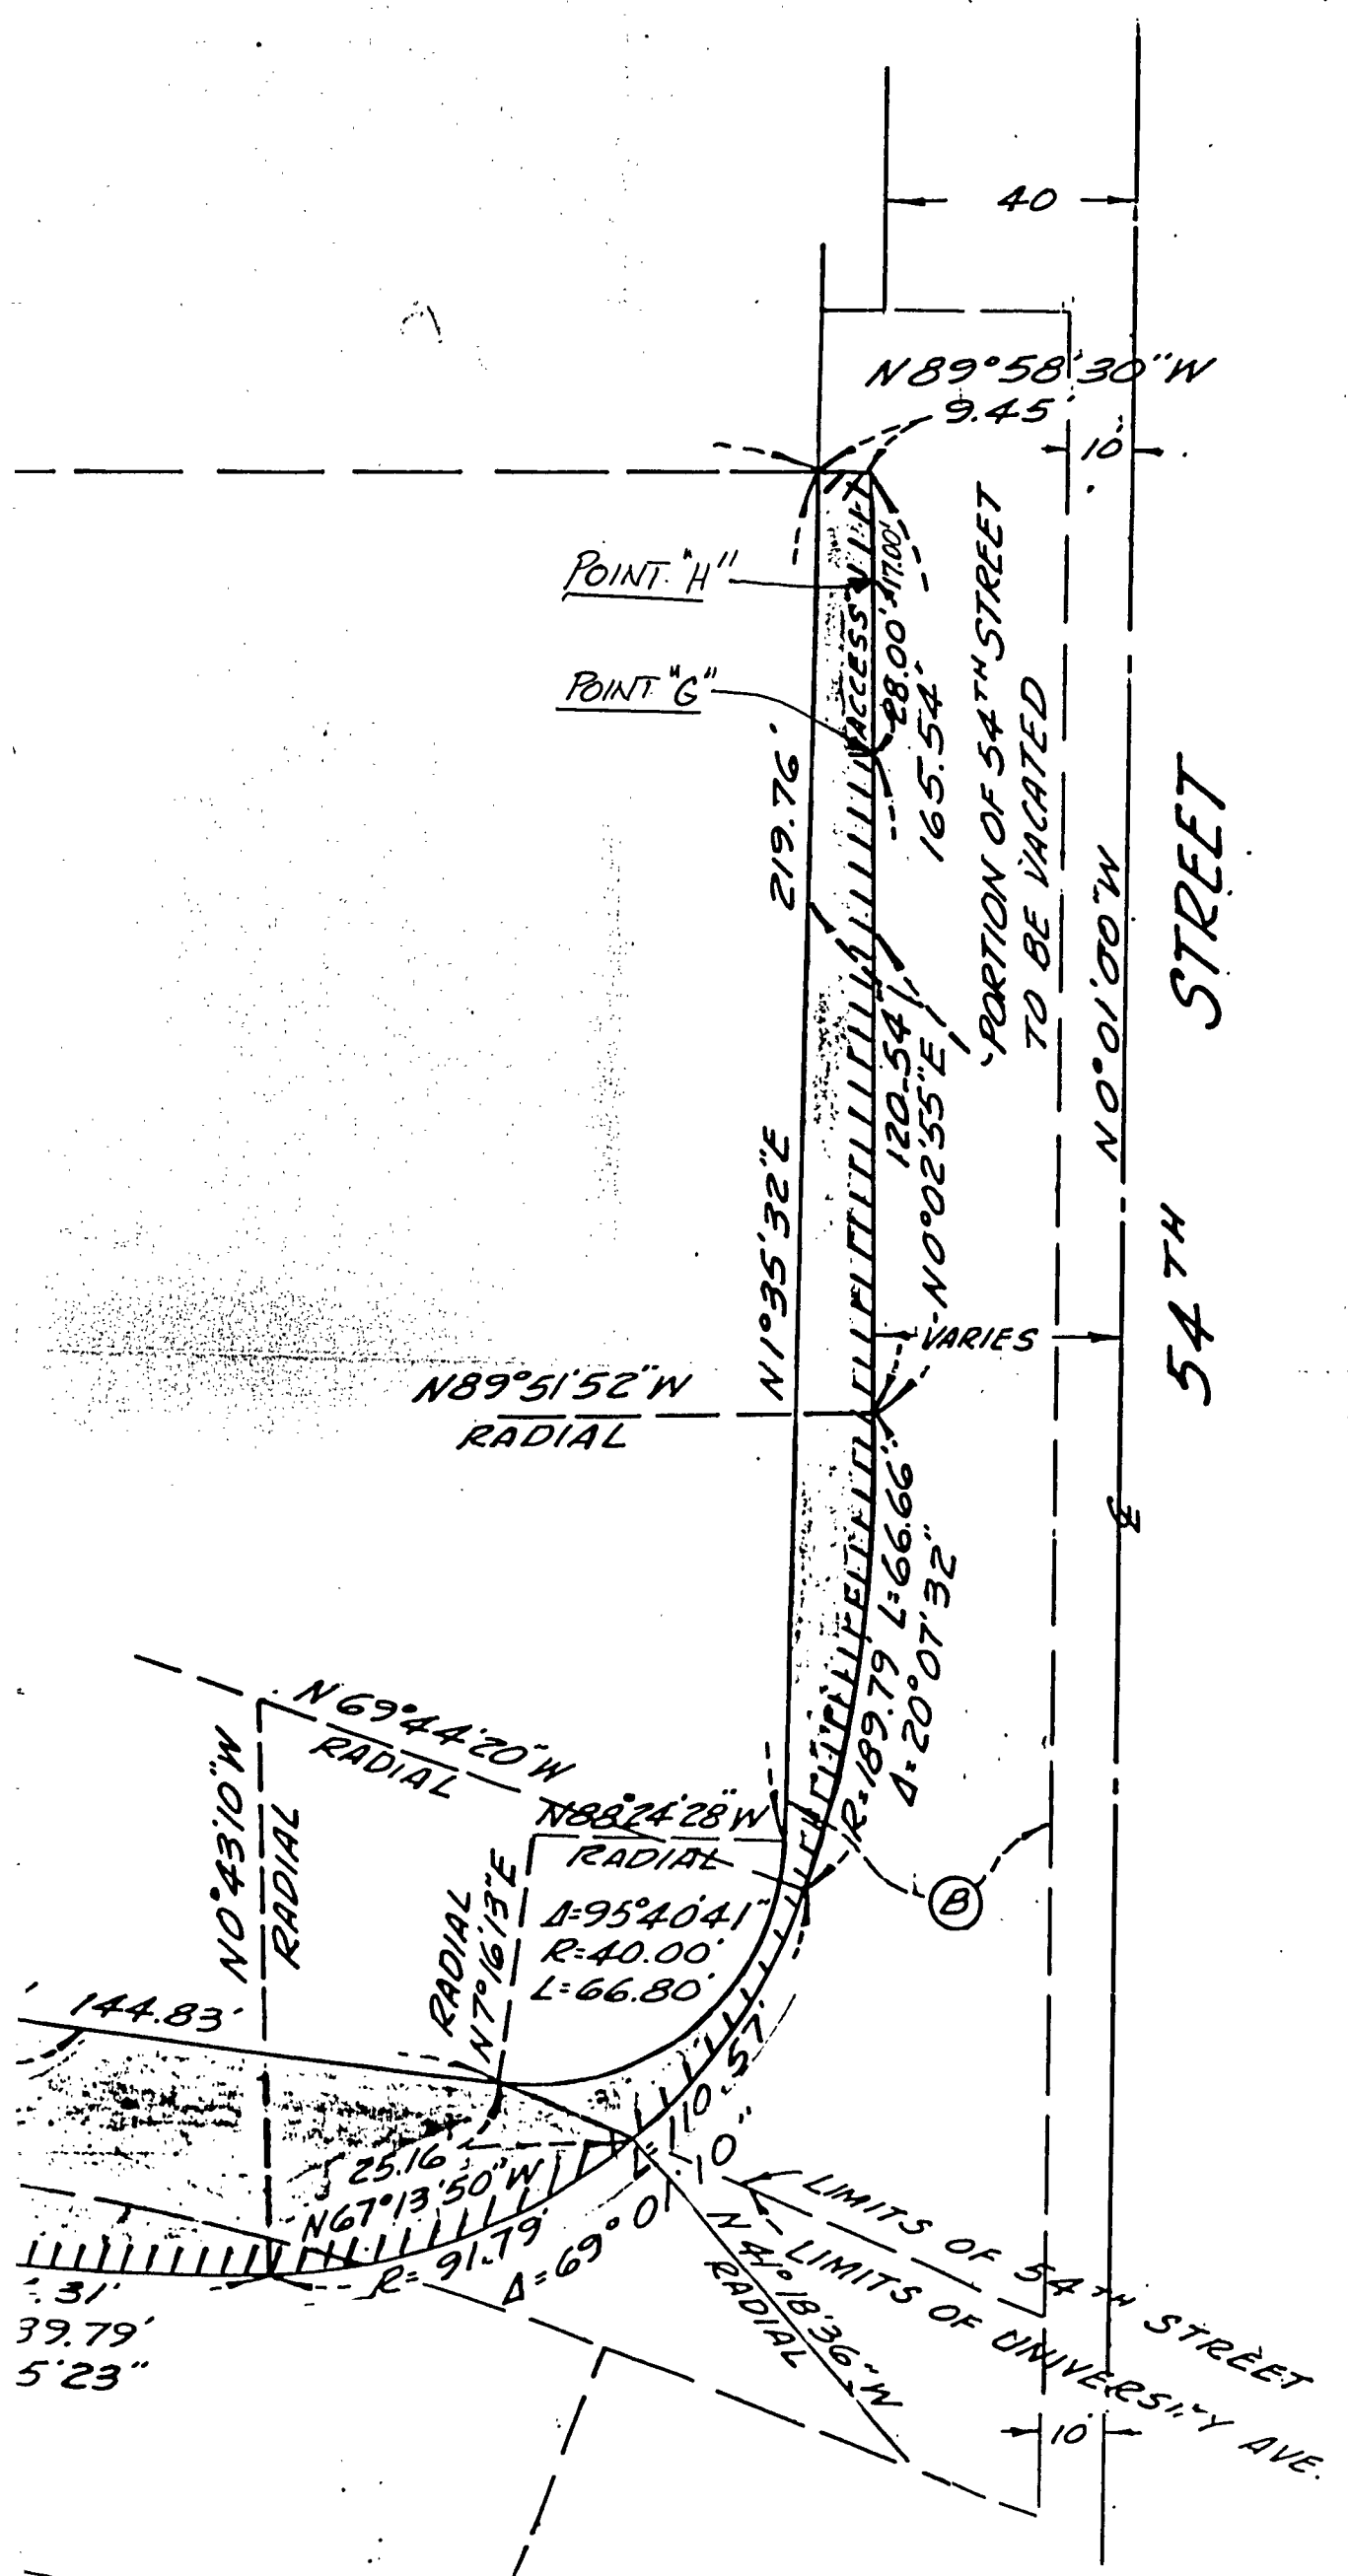 40
N89°58'30"W
9.45'
10'
POINT "H"
17.00'
ACCESS
28.00'
POINT "G"
165.54'
PORTION OF 54TH STREET
TO BE VACATED
219.76'
120.54'
N0°02'55"E
N0°01'00"W
54TH STREET
N1°35'32"E
VARIES
N89°51'52"W
RADIAL
R=189.79' L=66.66'
Δ=20°07'32"
N69°44'20"W
RADIAL
N0°43'10"W
RADIAL
N88°24'28"W
RADIAL
RADIAL
N7°16'13"E
Δ=95°40'41"
R=40.00'
L=66.80'
B
144.83'
25.16'
N67°13'50"W
R=91.79'
L=110.57'
Δ=69°01'10"
N41°18'36"W
RADIAL
LIMITS OF 54TH STREET
LIMITS OF UNIVERSITY AVE.
10'
.31'
39.79'
5'23"